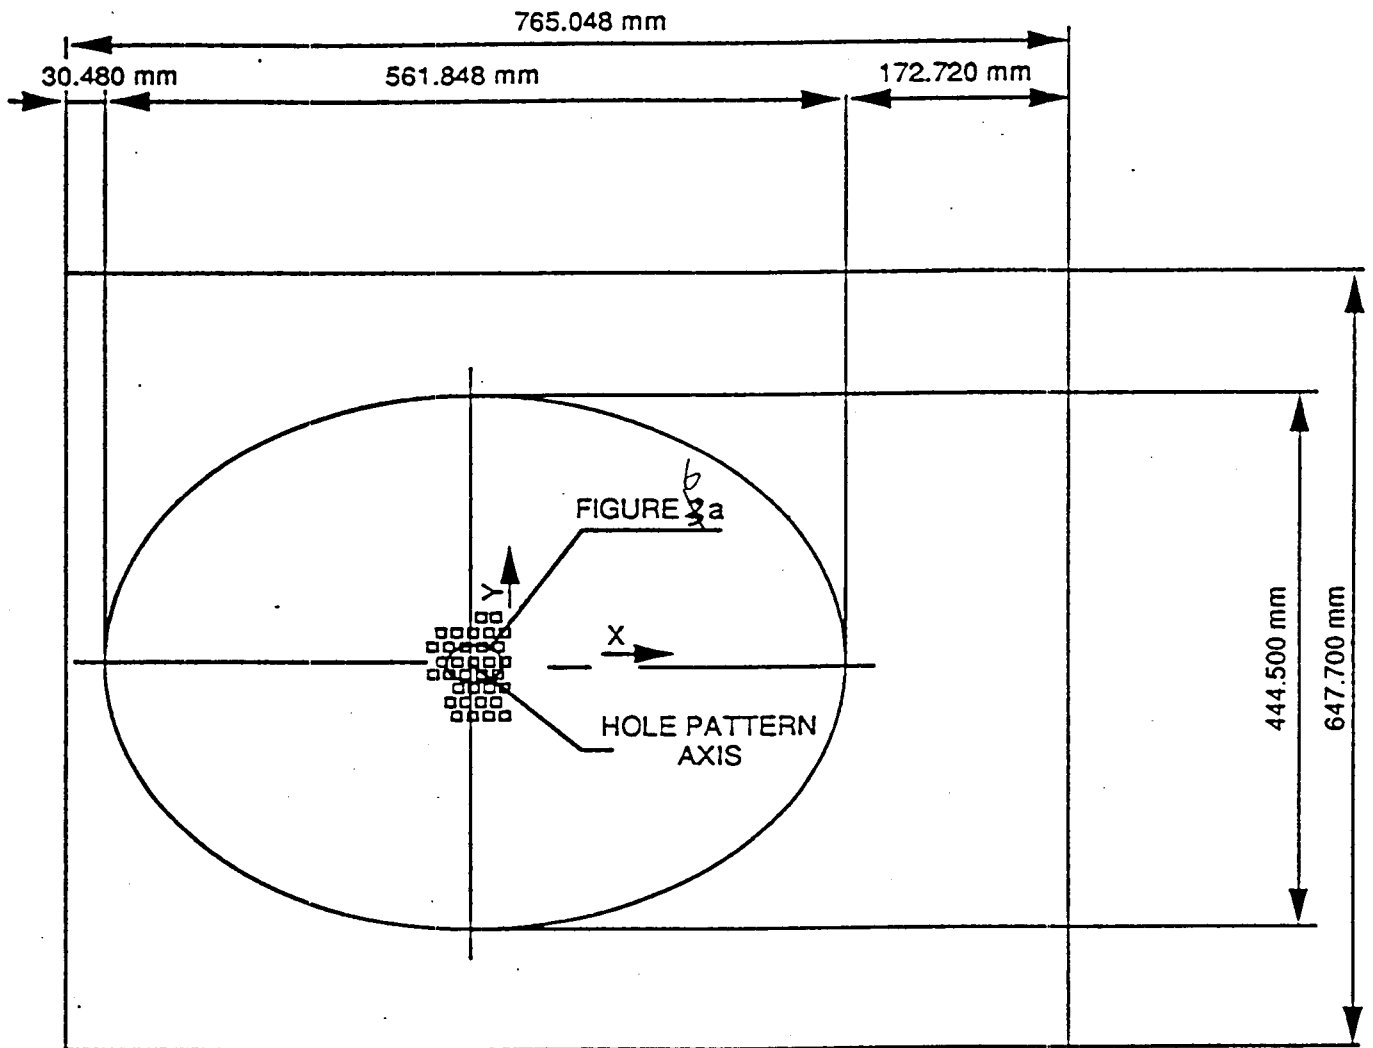 765.048 mm
30.480 mm
561.848 mm
172.720 mm
6
FIGURE a
Y
X
HOLE PATTERN
AXIS
444.500 mm
647.700 mm